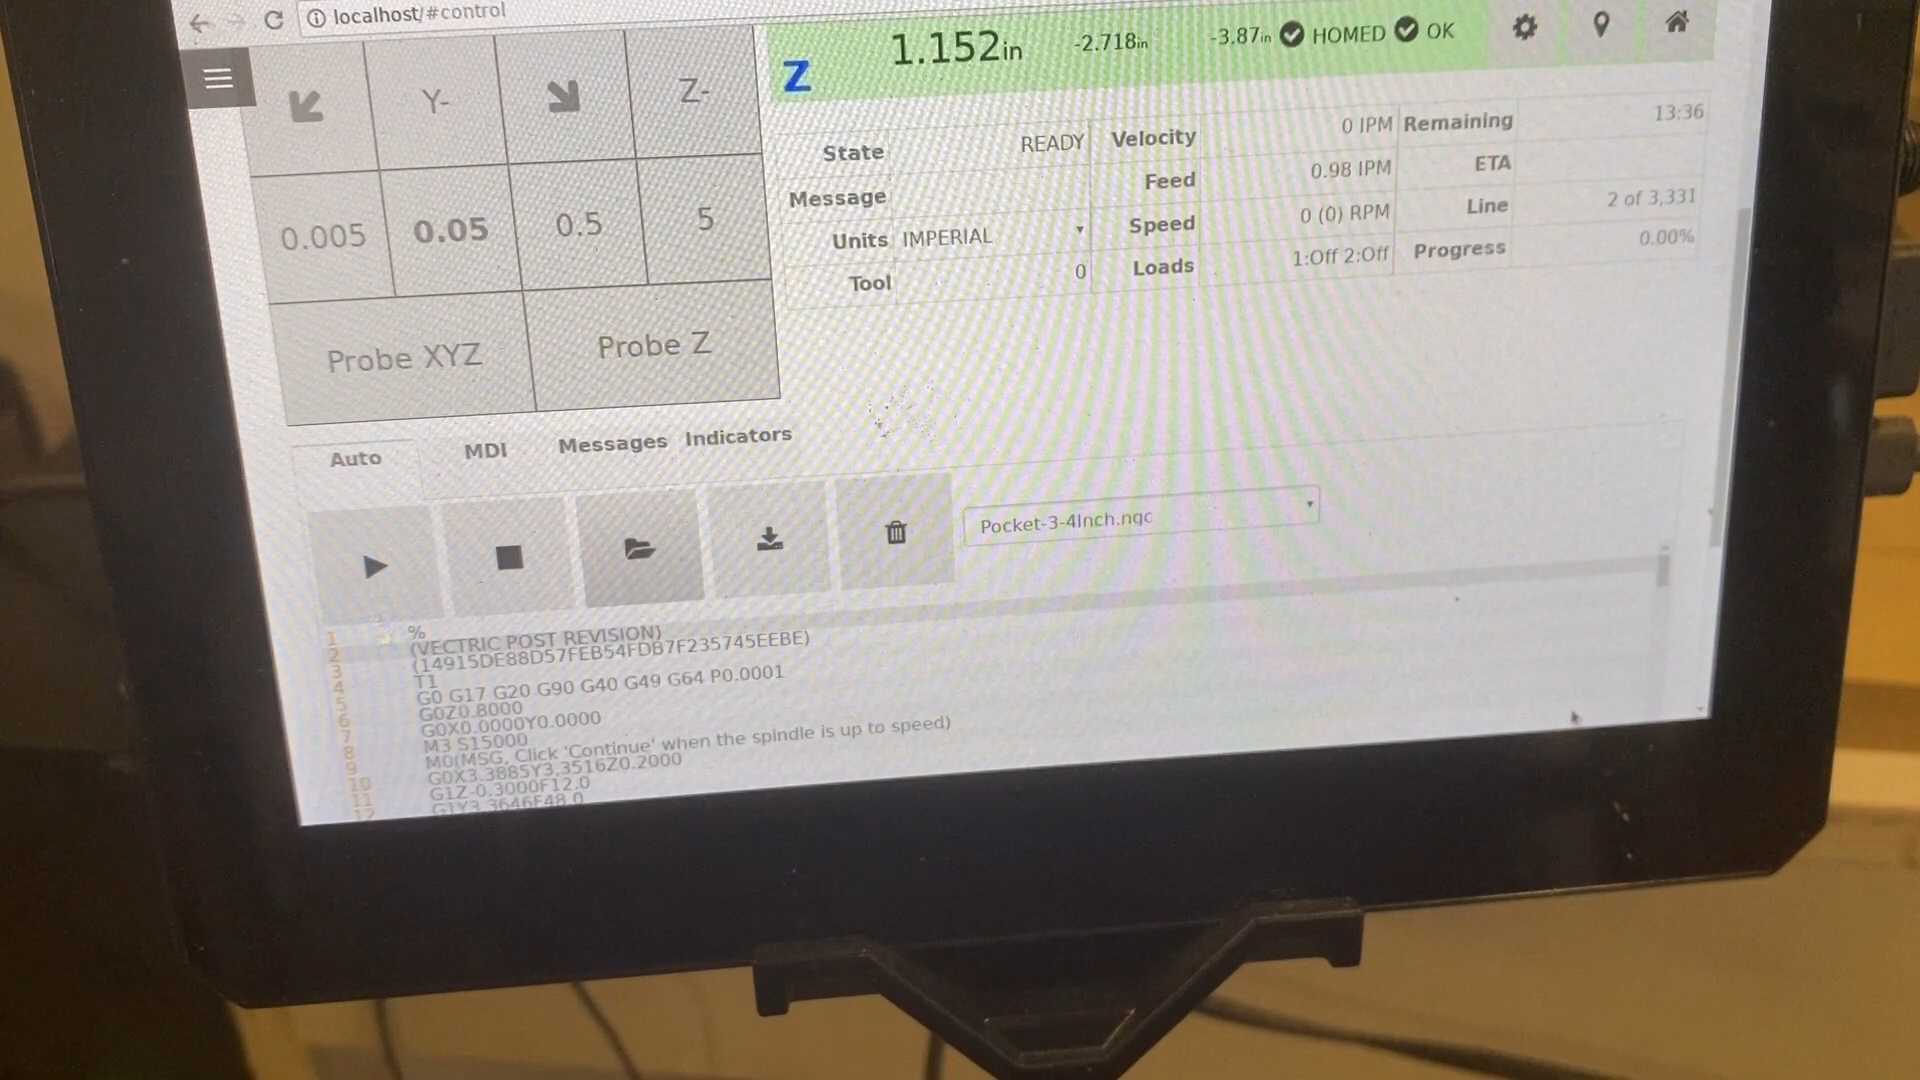 localhost/#control
Z 1.152in -2.718in -3.87in HOMED OK
Y- Z-
0.005 0.05 0.5 5
Probe XYZ Probe Z
State READY Velocity 0 IPM Remaining 13:36
Message Feed 0.98 IPM ETA
Units IMPERIAL Speed 0 (0) RPM Line 2 of 3,331
Tool 0 Loads 1:Off 2:Off Progress 0.00%
Auto MDI Messages Indicators
Pocket-3-4Inch.ngc
1 %
2 (VECTRIC POST REVISION)
3 (14915DE88D57FEB54FDB7F235745EEBE)
4 T1
5 G0 G17 G20 G90 G40 G49 G64 P0.0001
6 G0Z0.8000
7 G0X0.0000Y0.0000
8 M3 S15000
9 M0(MSG, Click 'Continue' when the spindle is up to speed)
10 G0X3.3885Y3.3516Z0.2000
11 G1Z-0.3000F12.0
12 G1Y3.3646F48.0